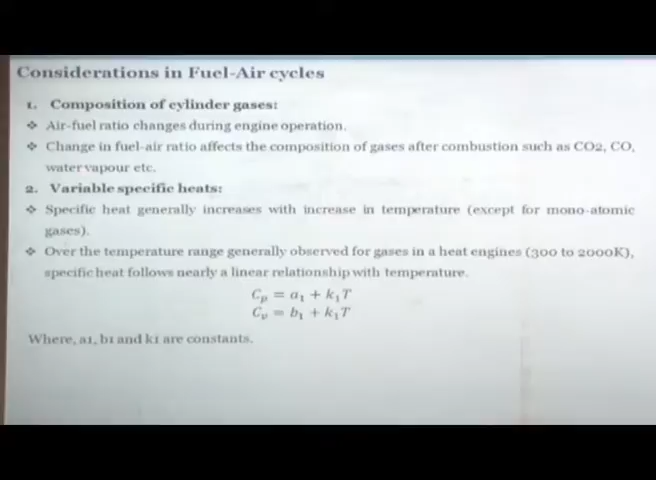 Considerations in Fuel-Air cycles
1. Composition of cylinder gases:
❖ Air-fuel ratio changes during engine operation.
❖ Change in fuel-air ratio affects the composition of gases after combustion such as CO2, CO,
water vapour etc.
2. Variable specific heats:
❖ Specific heat generally increases with increase in temperature (except for mono-atomic
gases).
❖ Over the temperature range generally observed for gases in a heat engines (300 to 2000K),
specific heat follows nearly a linear relationship with temperature.
Cp = a₁ + k₁T
Cv = b₁ + k₁T
Where, a1, b1 and k1 are constants.